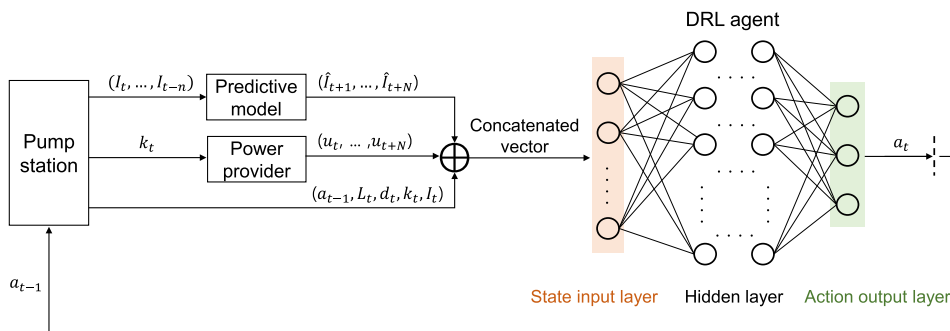 DRL agent
(I_t, ..., I_{t-n})
Predictive
model
(Î_{t+1}, ..., Î_{t+N})
Pump
station
k_t
Power
provider
(u_t, ... ,u_{t+N})
Concatenated
vector
(a_{t-1}, L_t, d_t, k_t, I_t)
a_t
a_{t-1}
State input layer
Hidden layer
Action output layer